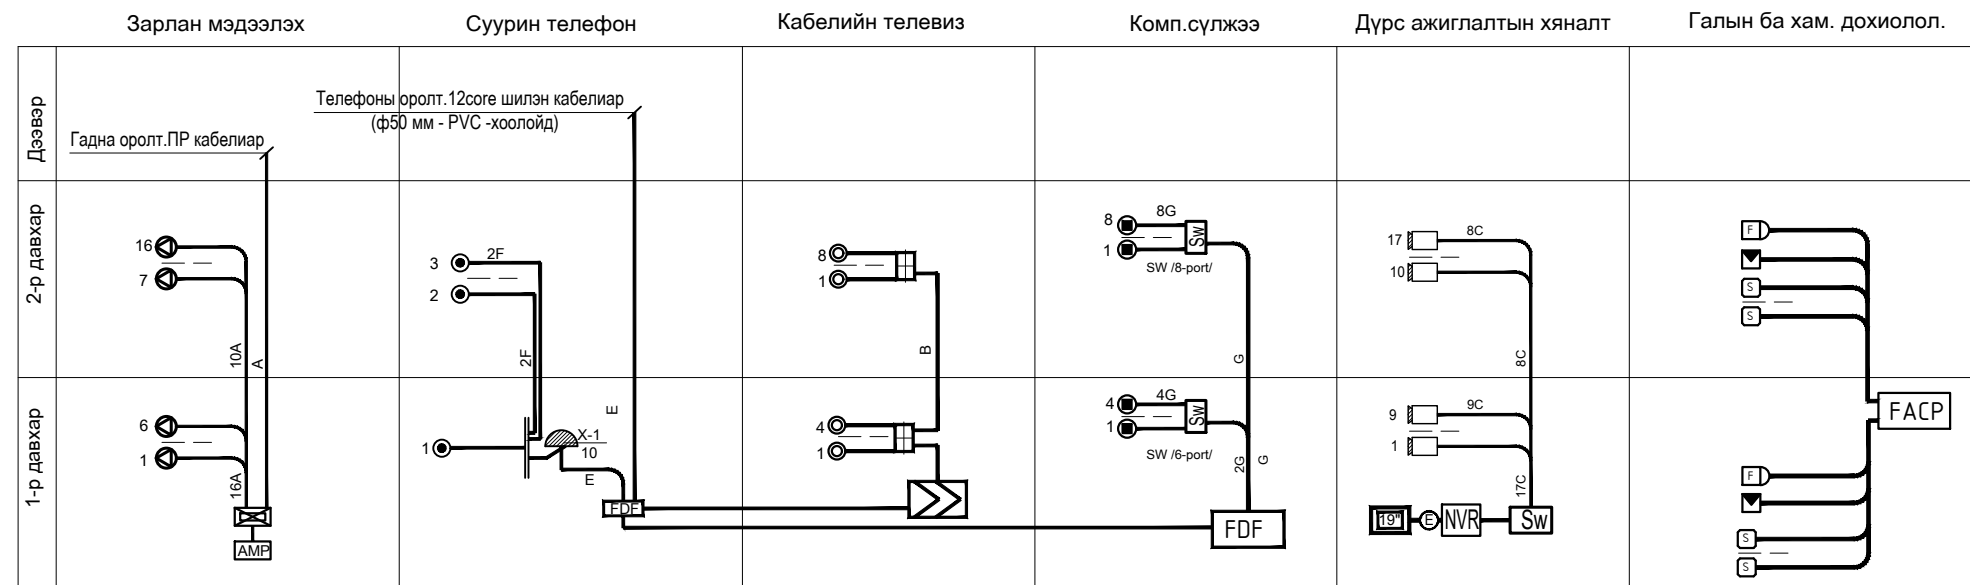 Зарлан мэдээлэх
Суурин телефон
Кабелийн телевиз
Комп.сүлжээ
Дүрс ажиглалтын хяналт
Галын ба хам. дохиолол.
Дээвэр
Гадна оролт.ПР кабелиар
Телефоны оролт.12core шилэн кабелиар
(ф50 мм - PVC -хоолойд)
2-р давхар
16
7
10A
A
3
2F
2
2F
8
1
B
8
8G
1
Sw
SW /8-port/
G
17
8C
10
8C
F
S
S
1-р давхар
6
1
16A
AMP
1
X-1
10
E
E
FDF
4
1
4
4G
1
Sw
SW /6-port/
2G
G
FDF
9
9C
1
17C
19"
E
NVR
Sw
FACP
F
S
S